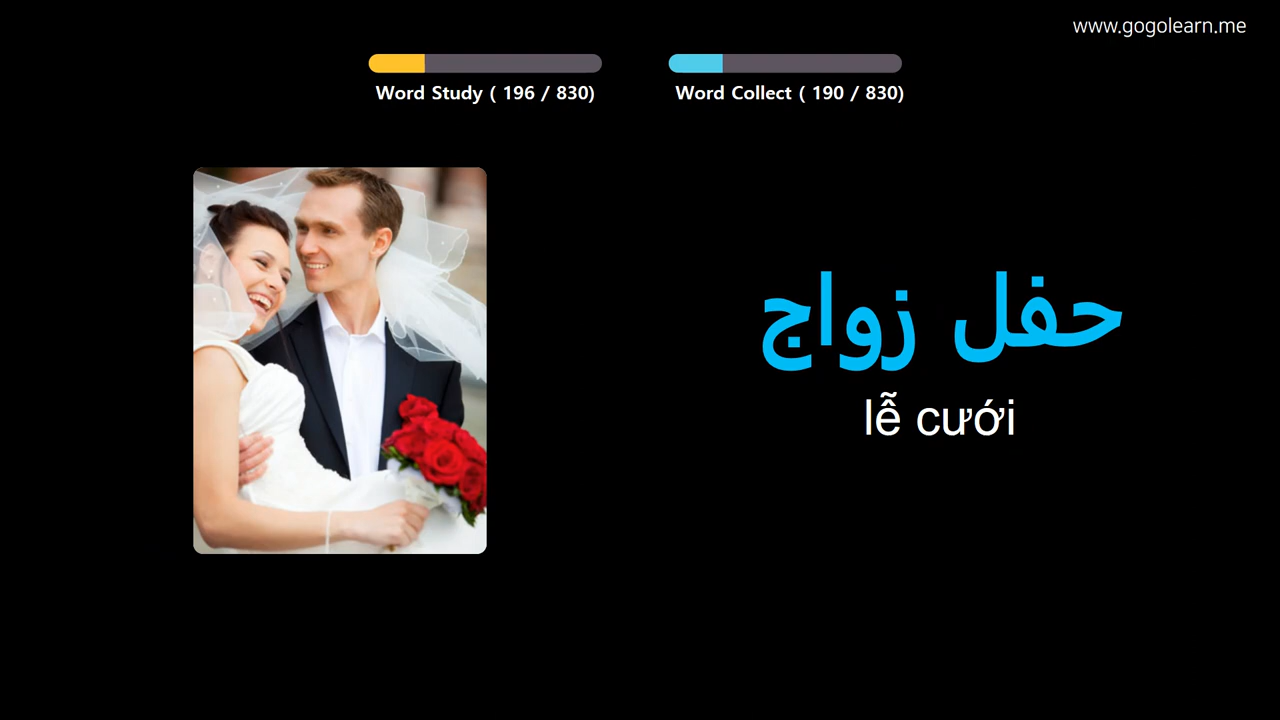 www.gogolearn.me
Word Study ( 196 / 830)
Word Collect ( 190 / 830)
حفل زواج
lễ cưới